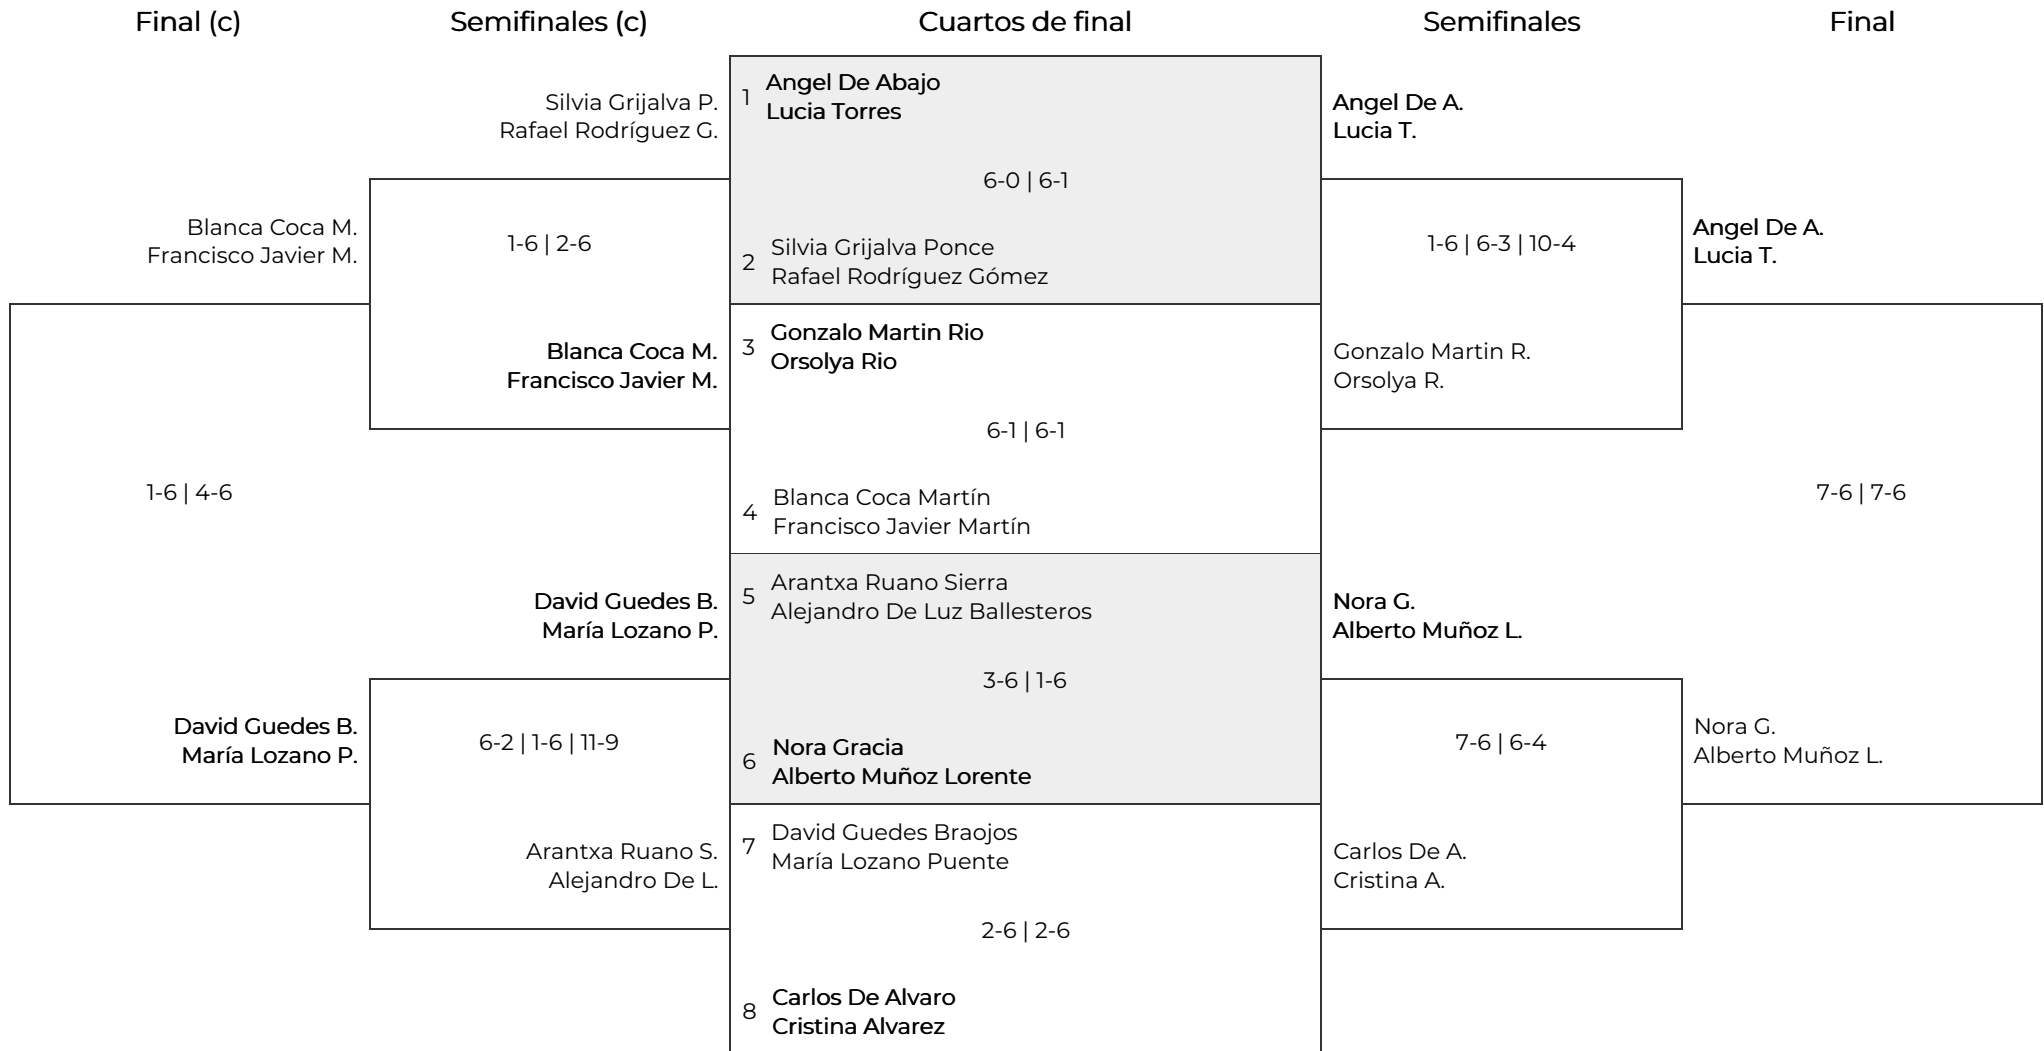 Final (c)
Semifinales (c)
Cuartos de final
Semifinales
Final
Blanca Coca M.
Francisco Javier M.
1-6 | 4-6
David Guedes B.
María Lozano P.
Silvia Grijalva P.
Rafael Rodríguez G.
1-6 | 2-6
Blanca Coca M.
Francisco Javier M.
David Guedes B.
María Lozano P.
6-2 | 1-6 | 11-9
Arantxa Ruano S.
Alejandro De L.
1
Angel De Abajo
Lucia Torres
6-0 | 6-1
2
Silvia Grijalva Ponce
Rafael Rodríguez Gómez
3
Gonzalo Martin Rio
Orsolya Rio
6-1 | 6-1
4
Blanca Coca Martín
Francisco Javier Martín
5
Arantxa Ruano Sierra
Alejandro De Luz Ballesteros
3-6 | 1-6
6
Nora Gracia
Alberto Muñoz Lorente
7
David Guedes Braojos
María Lozano Puente
2-6 | 2-6
8
Carlos De Alvaro
Cristina Alvarez
Angel De A.
Lucia T.
1-6 | 6-3 | 10-4
Gonzalo Martin R.
Orsolya R.
Nora G.
Alberto Muñoz L.
7-6 | 6-4
Carlos De A.
Cristina A.
Angel De A.
Lucia T.
7-6 | 7-6
Nora G.
Alberto Muñoz L.